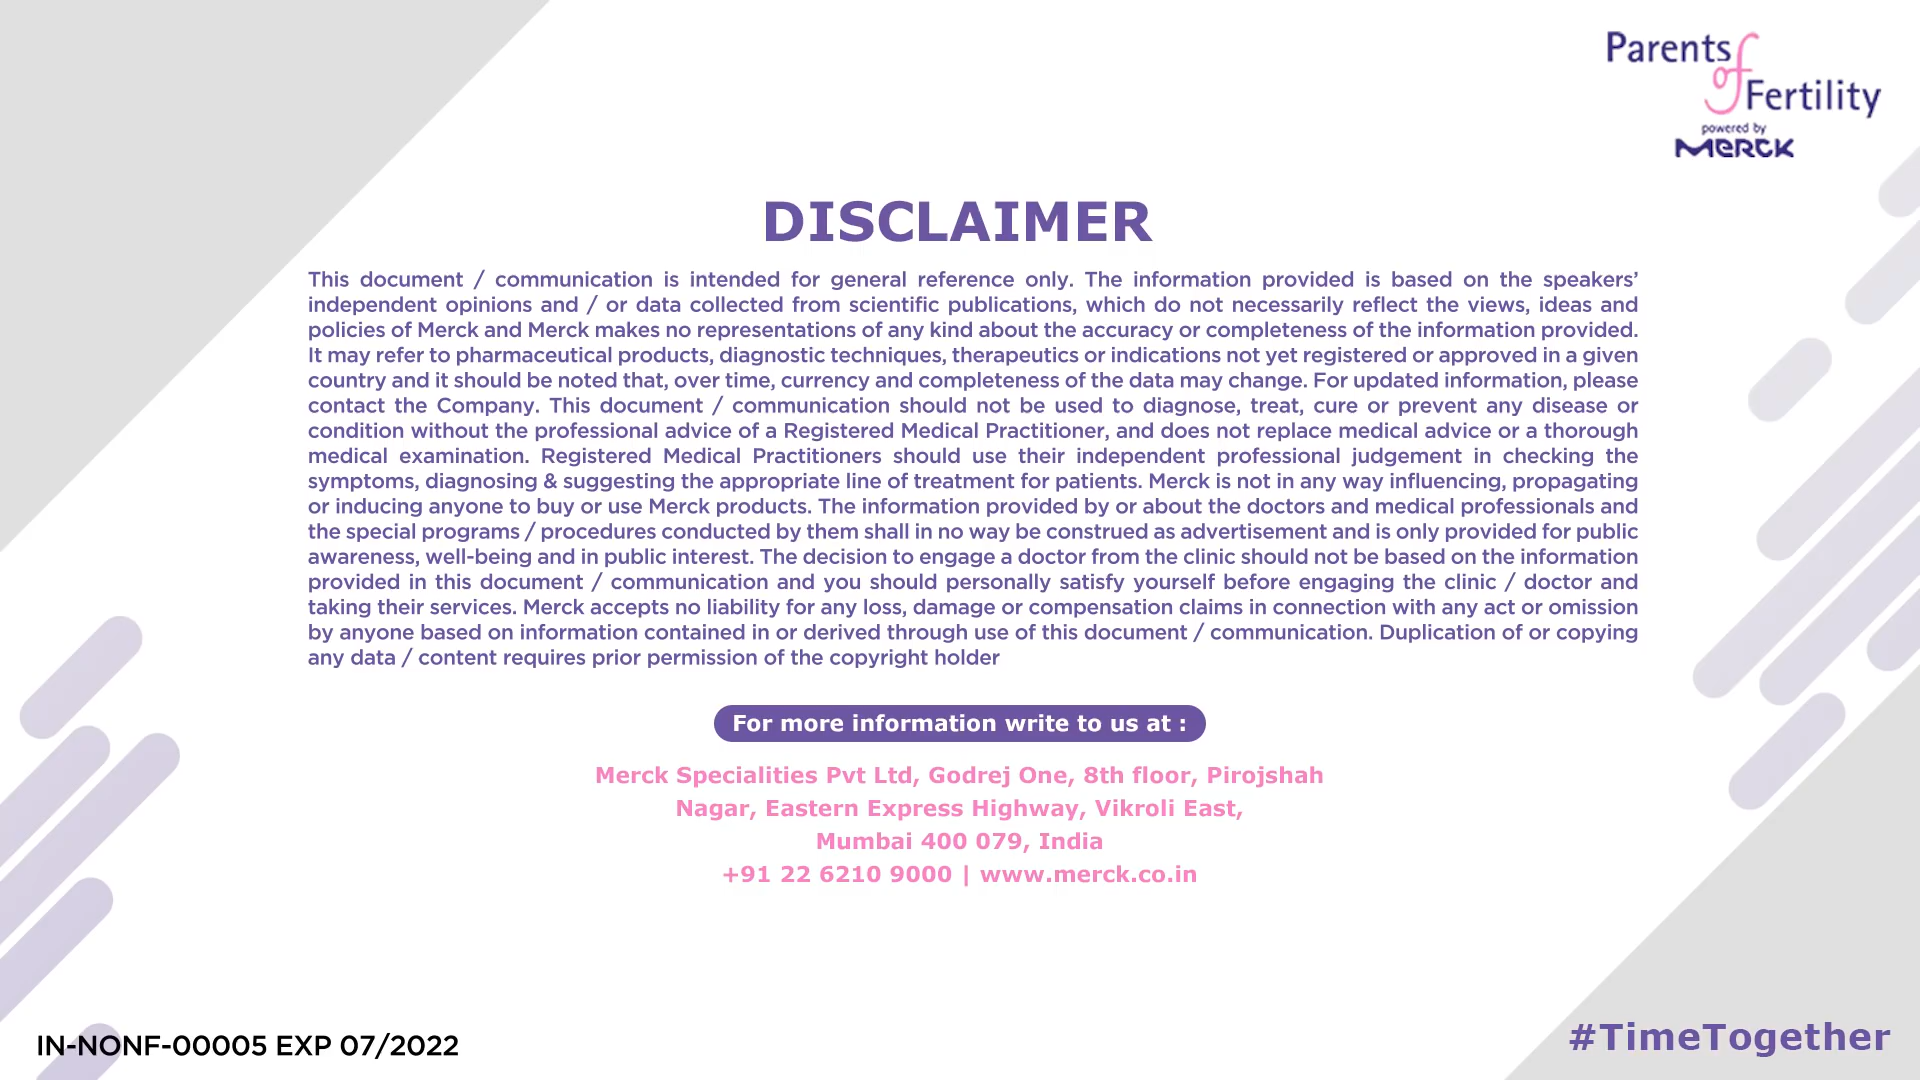 Parents
of
Fertility
powered by
MERCK
DISCLAIMER
This document / communication is intended for general reference only. The information provided is based on the speakers’
independent opinions and / or data collected from scientific publications, which do not necessarily reflect the views, ideas and
policies of Merck and Merck makes no representations of any kind about the accuracy or completeness of the information provided.
It may refer to pharmaceutical products, diagnostic techniques, therapeutics or indications not yet registered or approved in a given
country and it should be noted that, over time, currency and completeness of the data may change. For updated information, please
contact the Company. This document / communication should not be used to diagnose, treat, cure or prevent any disease or
condition without the professional advice of a Registered Medical Practitioner, and does not replace medical advice or a thorough
medical examination. Registered Medical Practitioners should use their independent professional judgement in checking the
symptoms, diagnosing & suggesting the appropriate line of treatment for patients. Merck is not in any way influencing, propagating
or inducing anyone to buy or use Merck products. The information provided by or about the doctors and medical professionals and
the special programs / procedures conducted by them shall in no way be construed as advertisement and is only provided for public
awareness, well-being and in public interest. The decision to engage a doctor from the clinic should not be based on the information
provided in this document / communication and you should personally satisfy yourself before engaging the clinic / doctor and
taking their services. Merck accepts no liability for any loss, damage or compensation claims in connection with any act or omission
by anyone based on information contained in or derived through use of this document / communication. Duplication of or copying
any data / content requires prior permission of the copyright holder
For more information write to us at :
Merck Specialities Pvt Ltd, Godrej One, 8th floor, Pirojshah
Nagar, Eastern Express Highway, Vikroli East,
Mumbai 400 079, India
+91 22 6210 9000 | www.merck.co.in
IN-NONF-00005 EXP 07/2022
#TimeTogether